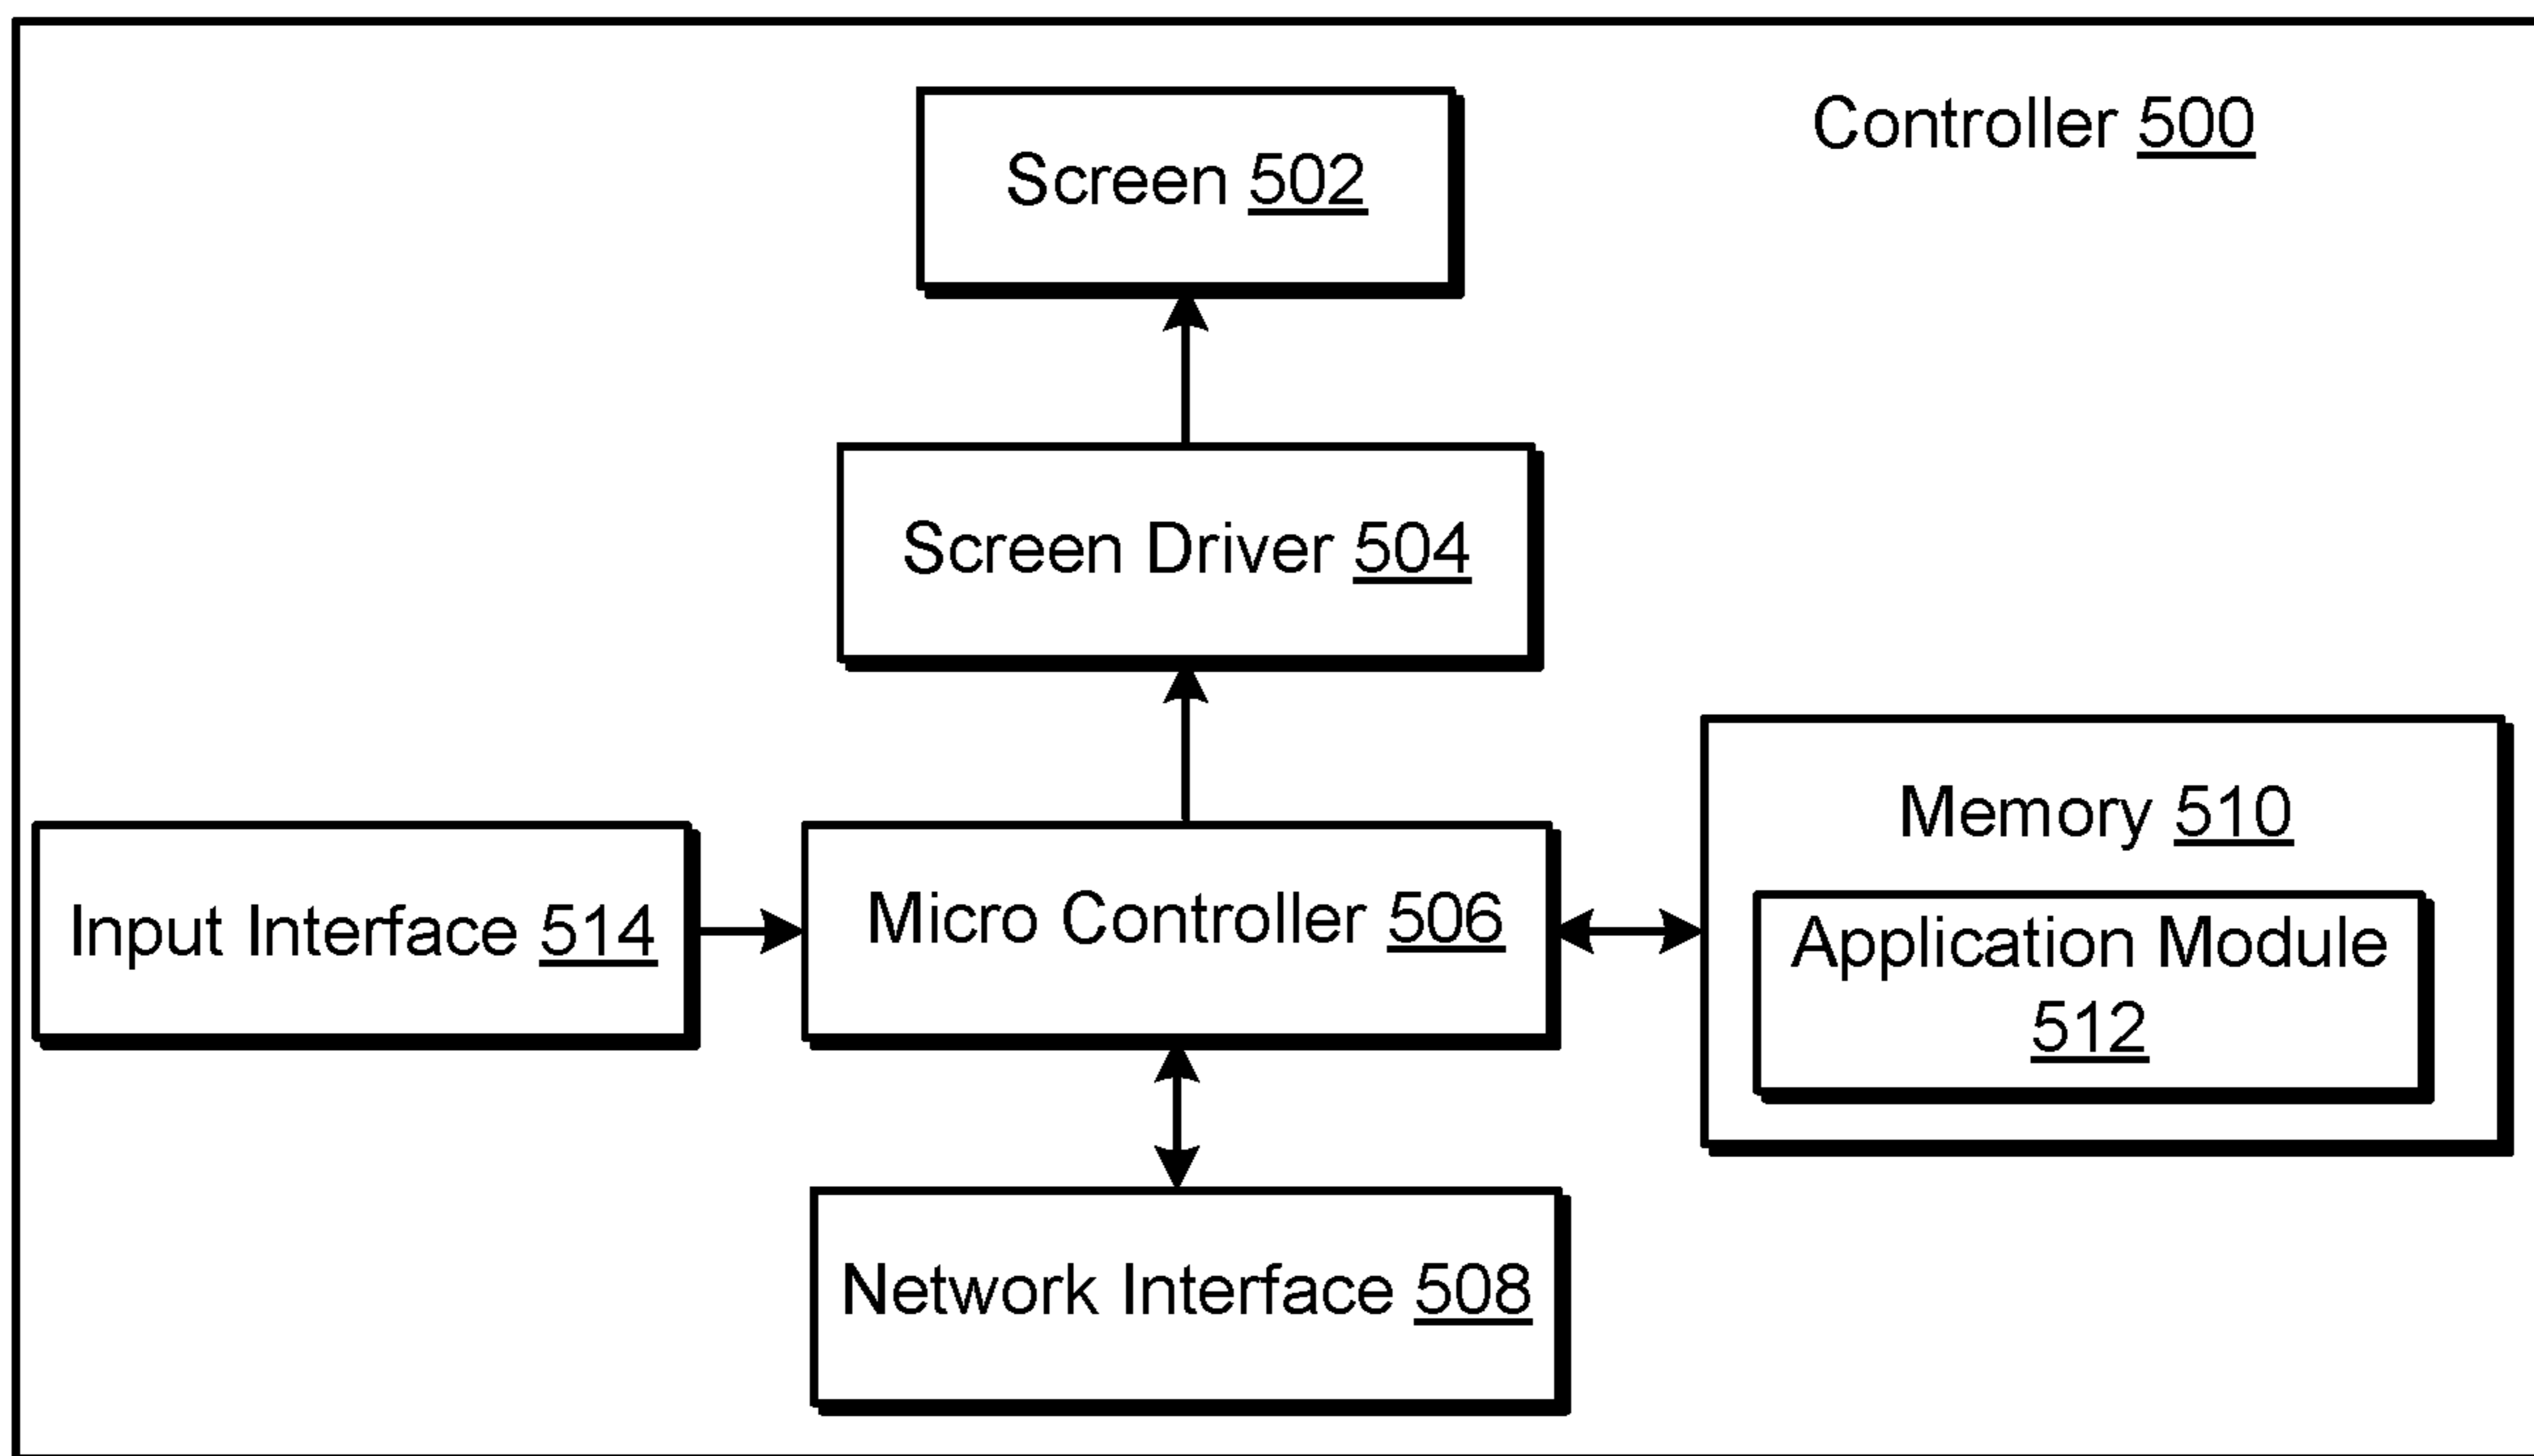 Controller 500
Screen 502
Screen Driver 504
Memory 510
Input Interface 514
Micro Controller 506
Application Module
512
Network Interface 508